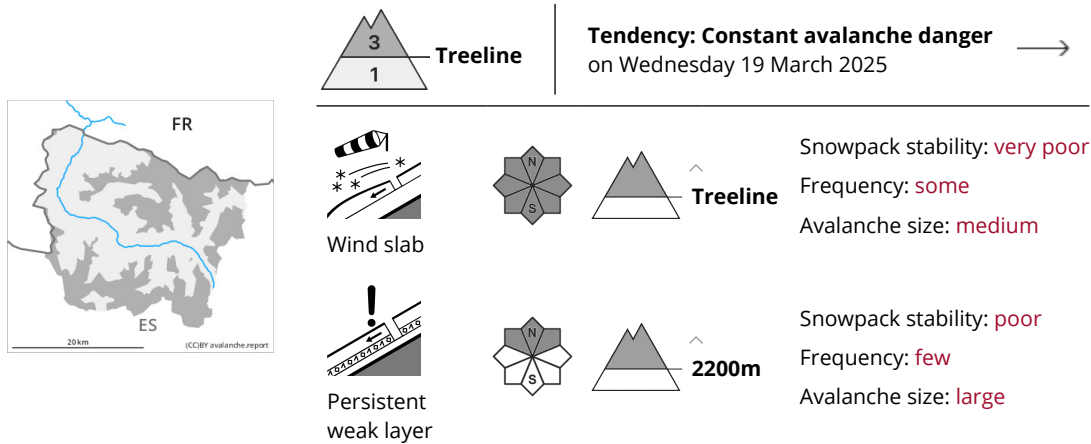 3
1
Treeline
Tendency: Constant avalanche danger
on Wednesday 19 March 2025
FR
ES
20km
(CC)BY avalanche.report
Wind slab
N
S
Treeline
Snowpack stability: very poor
Frequency: some
Avalanche size: medium
Persistent
weak layer
N
S
2200m
Snowpack stability: poor
Frequency: few
Avalanche size: large